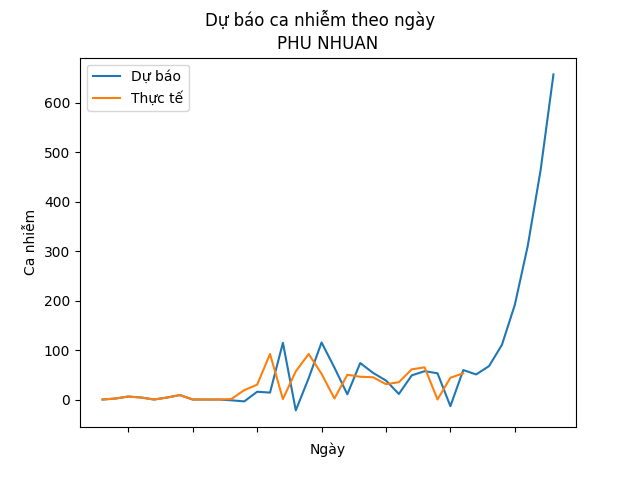 Dự báo ca nhiễm theo ngày
PHU NHUAN
Dự báo
Thực tế
600
500
400
300
200
100
0
Ca nhiễm
Ngày